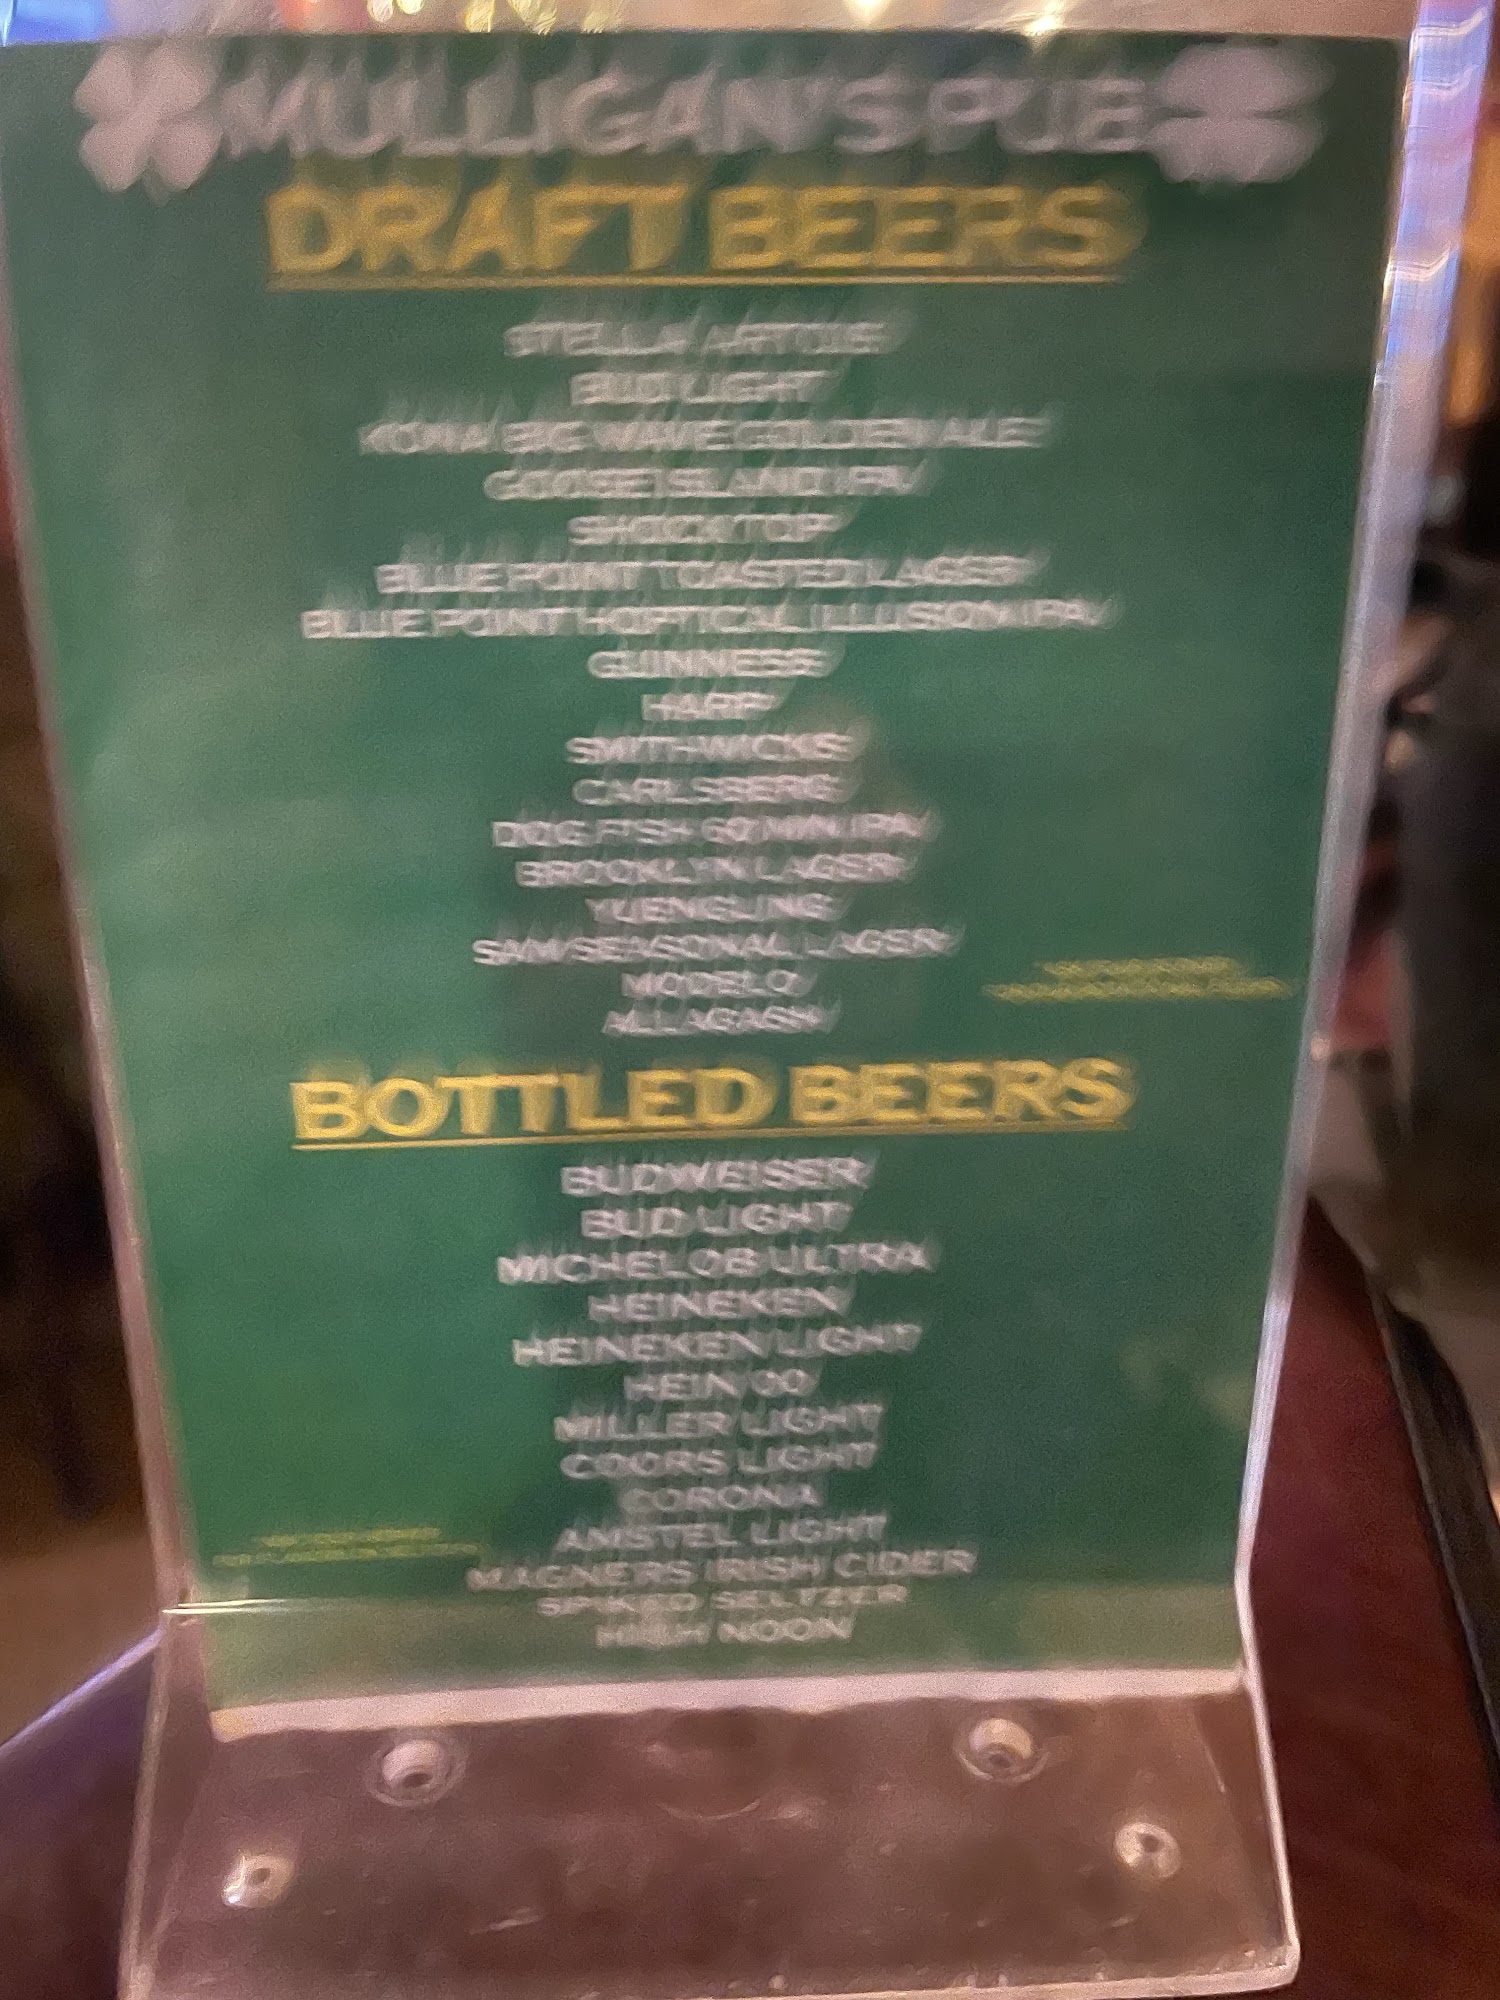 MULLIGAN'S PUB
DRAFT BEERS
STELLA ARTOIS
BUD LIGHT
KONA BIG WAVE GOLDEN ALE
GOOSE ISLAND IPA
SHOCK TOP
BLUE POINT TOASTED LAGER
BLUE POINT HOPTICAL ILLUSION IPA
GUINNESS
HARP
SMITHWICKS
CARLSBERG
DOG FISH 60 MIN IPA
BROOKLYN LAGER
YUENGLING
SAM SEASONAL LAGER
MODELO
ALLAGASH
BOTTLED BEERS
BUDWEISER
BUD LIGHT
MICHELOB ULTRA
HEINEKEN
HEINEKEN LIGHT
HEIN 00
MILLER LIGHT
COORS LIGHT
CORONA
AMSTEL LIGHT
MAGNERS IRISH CIDER
SPIKED SELTZER
HIGH NOON